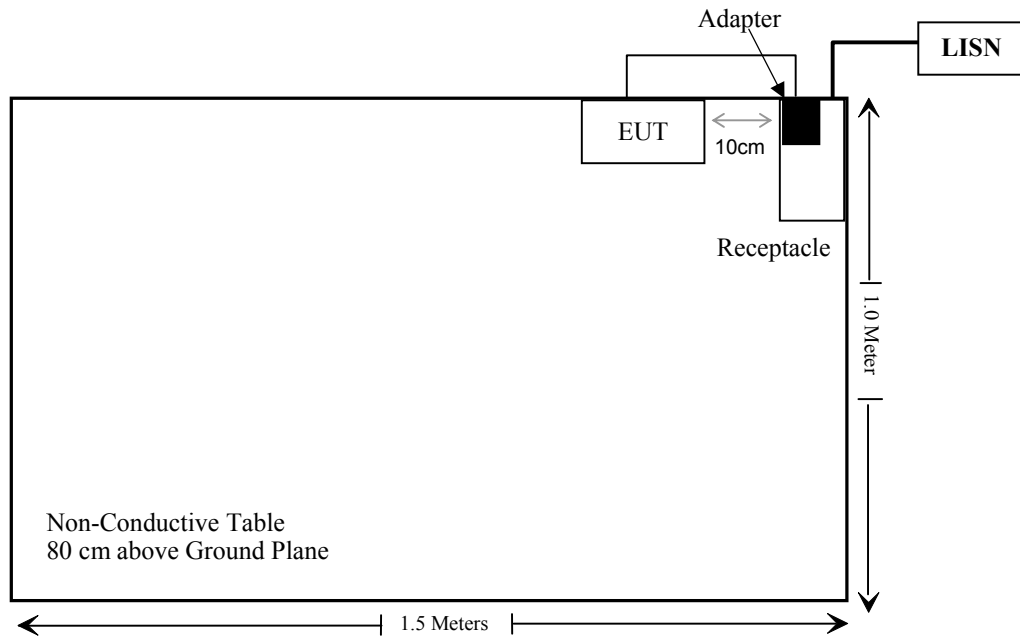 Adapter
LISN
EUT
10cm
Receptacle
1.0 Meter
Non-Conductive Table
80 cm above Ground Plane
1.5 Meters